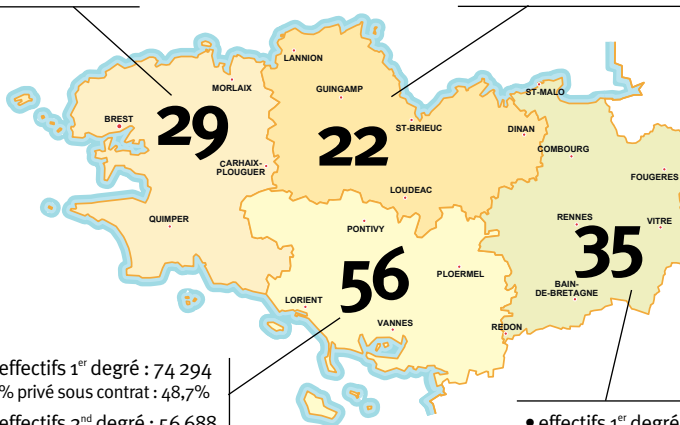 LANNION
MORLAIX
GUINGAMP
ST-MALO
BREST
29
ST-BRIEUC
22
DINAN
COMBOURG
CARHAIX-
PLOUGUER
FOUGERES
LOUDEAC
QUIMPER
PONTIVY
RENNES
VITRE
35
56
PLOERMEL
BAIN-
DE-BRETAGNE
LORIENT
VANNES
REDON
effectifs 1er degré : 74 294
% privé sous contrat : 48,7%
effectifs 2nd degré : 56 688
• effectifs 1er degré